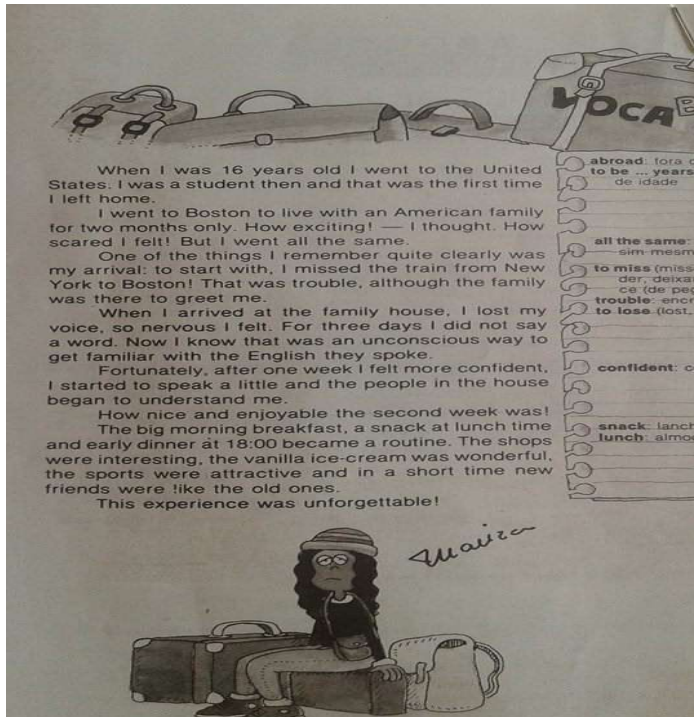 When I was 16 years old I went to the United
States. I was a student then and that was the first time
I left home.
I went to Boston to live with an American family
for two months only. How exciting! — I thought. How
scared I felt! But I went all the same.
One of the things I remember quite clearly was
my arrival: to start with, I missed the train from New
York to Boston! That was trouble, although the family
was there to greet me.
When I arrived at the family house, I lost my
voice, so nervous I felt. For three days I did not say
a word. Now I know that was an unconscious way to
get familiar with the English they spoke.
Fortunately, after one week I felt more confident,
I started to speak a little and the people in the house
began to understand me.
How nice and enjoyable the second week was!
The big morning breakfast, a snack at lunch time
and early dinner at 18:00 became a routine. The shops
were interesting, the vanilla ice-cream was wonderful,
the sports were attractive and in a short time new
friends were like the old ones.
This experience was unforgettable!
VOCA
abroad: fora
to be ... years
de idade
all the same:
sim mesm
to miss (miss
der, deixa
ce (de pe
trouble: encr
to lose (lost,
confident:
snack: lanch
lunch: almo